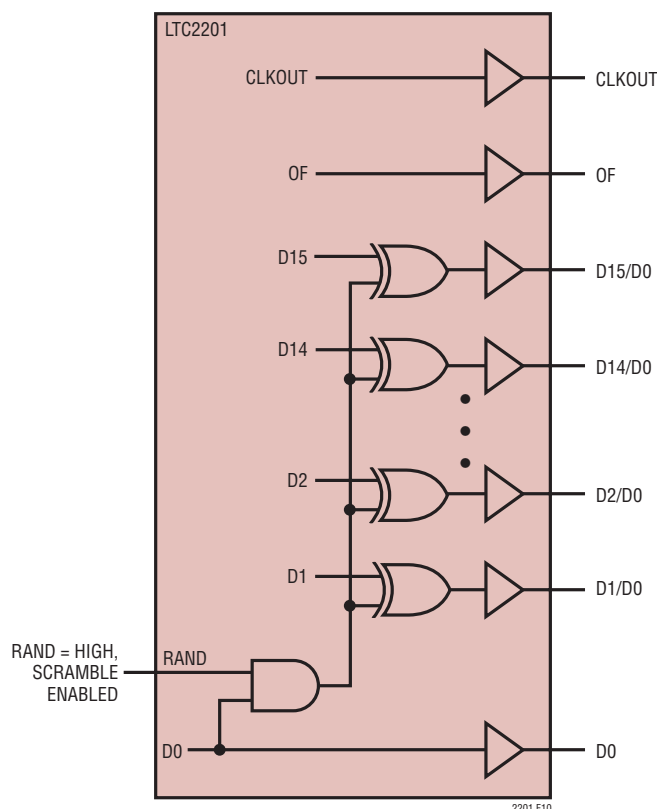 LTC2201
CLKOUT
CLKOUT
OF
OF
D15
D15/D0
D14
D14/D0
D2
D2/D0
D1
D1/D0
RAND = HIGH,
SCRAMBLE
ENABLED
RAND
D0
D0
2201 F10